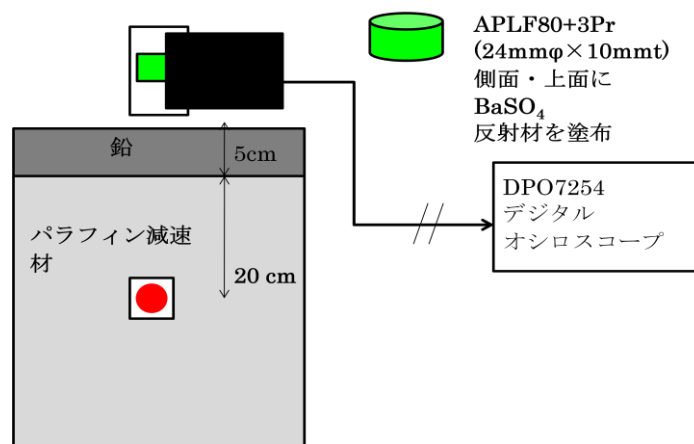 APLF80+3Pr
(24mmφ×10mmt)
側面・上面に
BaSO₄
反射材を塗布
鉛
5cm
DPO7254
デジタル
オシロスコープ
パラフィン減速
材
20 cm